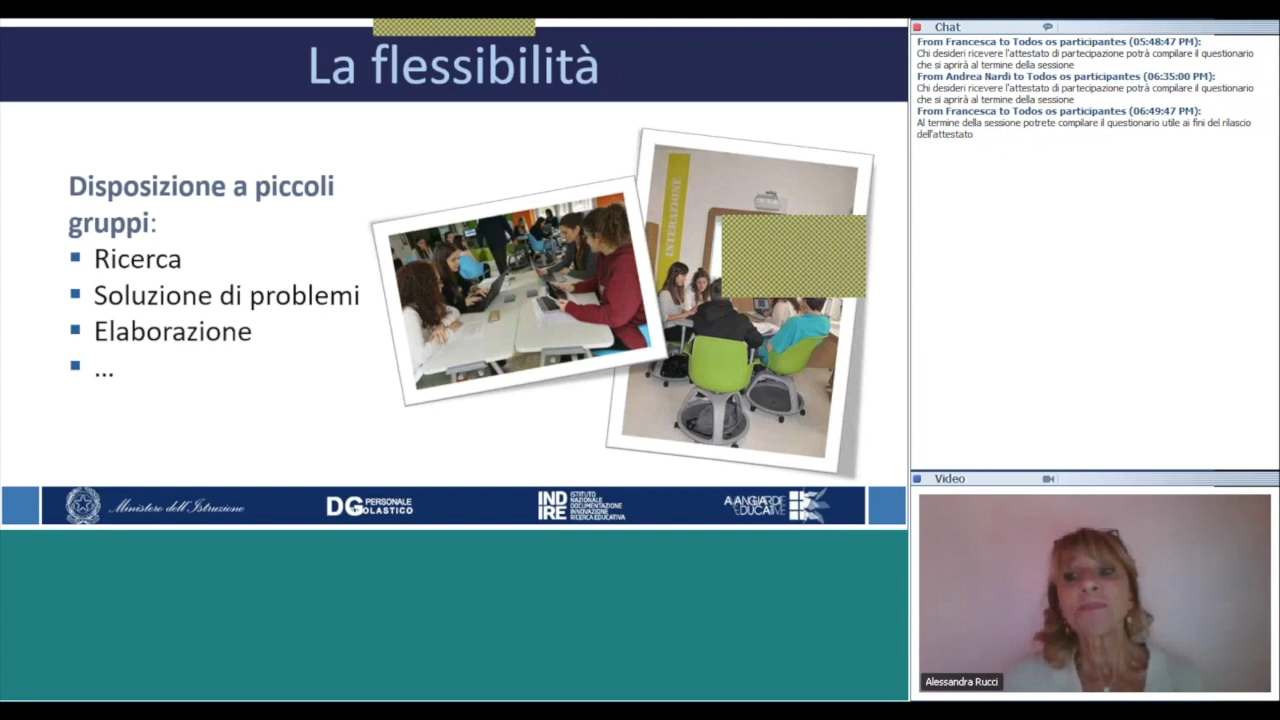 La flessibilità
Disposizione a piccoli
gruppi:
Ricerca
Soluzione di problemi
Elaborazione
...
INTERAZIONE
Ministero dell'Istruzione
DG PERSONALE
SCOLASTICO
INDIRE
ISTITUTO
NAZIONALE
DOCUMENTAZIONE
INNOVAZIONE
RICERCA EDUCATIVA
AVANGUARDIE
EDUCATIVE
Chat
From Francesca to Todos os participantes (05:48:47 PM):
Chi desideri ricevere l'attestato di partecipazione potrà compilare il questionario
che si aprirà al termine della sessione
From Andrea Nardi to Todos os participantes (06:35:00 PM):
Chi desideri ricevere l'attestato di partecipazione potrà compilare il questionario
che si aprirà al termine della sessione
From Francesca to Todos os participantes (06:49:47 PM):
Al termine della sessione potrete compilare il questionario utile ai fini del rilascio
dell'attestato
Video
Alessandra Rucci